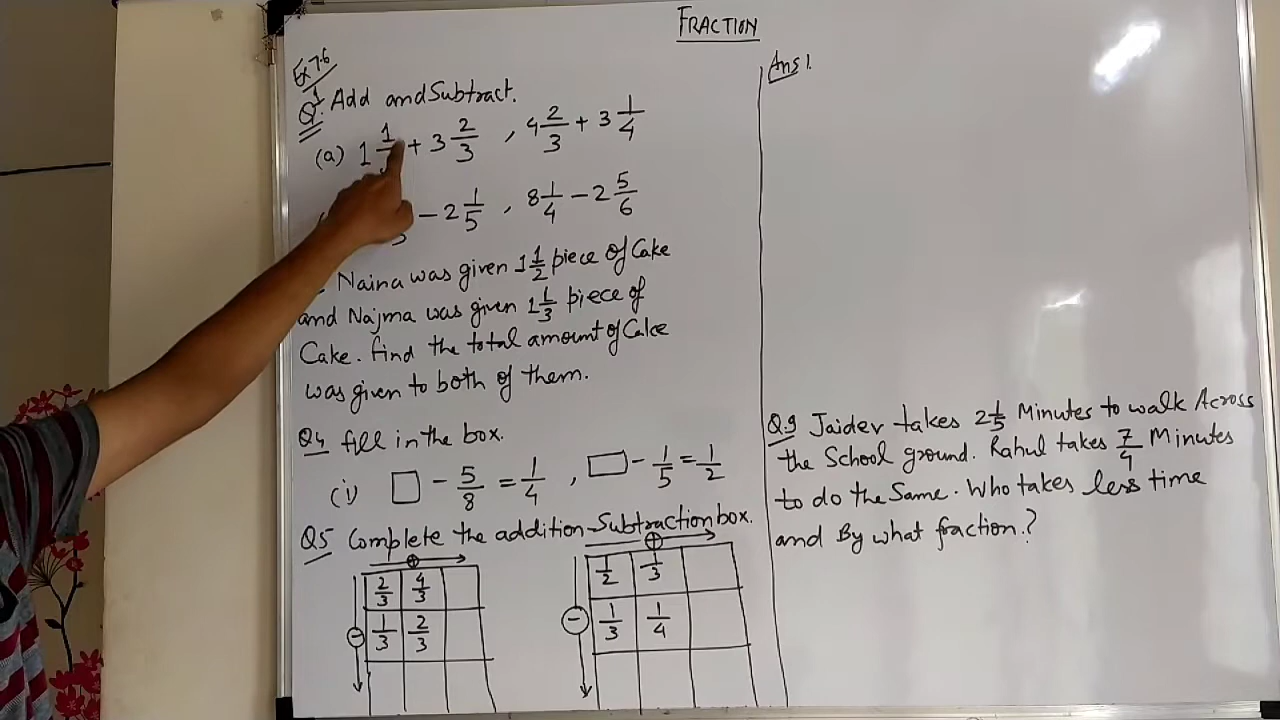 FRACTION
Ex 7.6
Q1. Add and Subtract.
(a) 1 1/3 + 3 2/3 , 4 2/3 + 3 1/4
- 2 1/5 , 8 1/4 - 2 5/6
Naina was given 1 1/2 piece of Cake
and Najma was given 1 1/3 piece of
Cake. find the total amount of Cake
was given to both of them.
Q4 fill in the box.
(i) □ - 5/8 = 1/4 , □ - 1/5 = 1/2
Q5 Complete the addition-Subtraction box.
⊕ →
2/3 4/3
⊖ 1/3 2/3
⊕ →
1/2 1/3
⊖ 1/3 1/4
Ans 1.
Q.9 Jaidev takes 2 1/5 Minutes to walk Across
the School ground. Rahul takes 7/4 Minutes
to do the Same. Who takes less time
and By what fraction.?